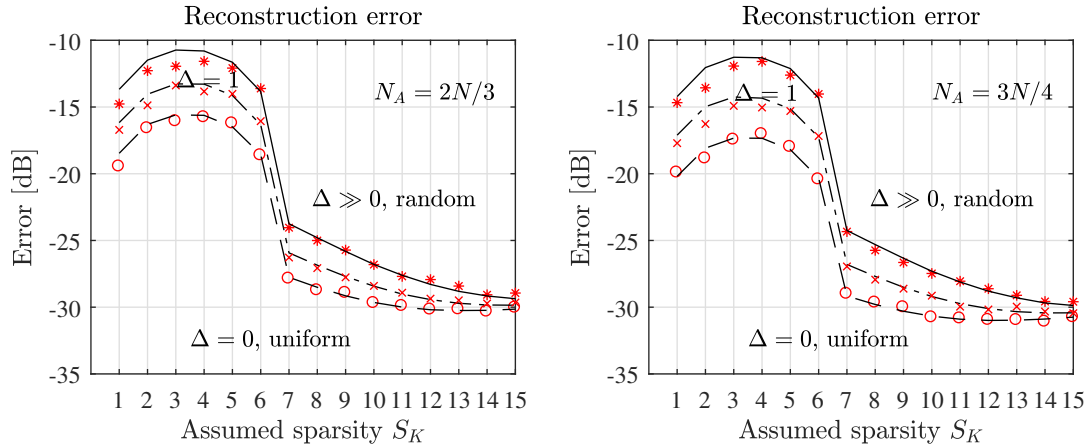 Reconstruction error
-10
-15
-20
-25
-30
-35
Error [dB]
Δ = 1
N_A = 2N/3
Δ ≫ 0, random
Δ = 0, uniform
1 2 3 4 5 6 7 8 9 10 11 12 13 14 15
Assumed sparsity S_K
Reconstruction error
-10
-15
-20
-25
-30
-35
Error [dB]
Δ = 1
N_A = 3N/4
Δ ≫ 0, random
Δ = 0, uniform
1 2 3 4 5 6 7 8 9 10 11 12 13 14 15
Assumed sparsity S_K